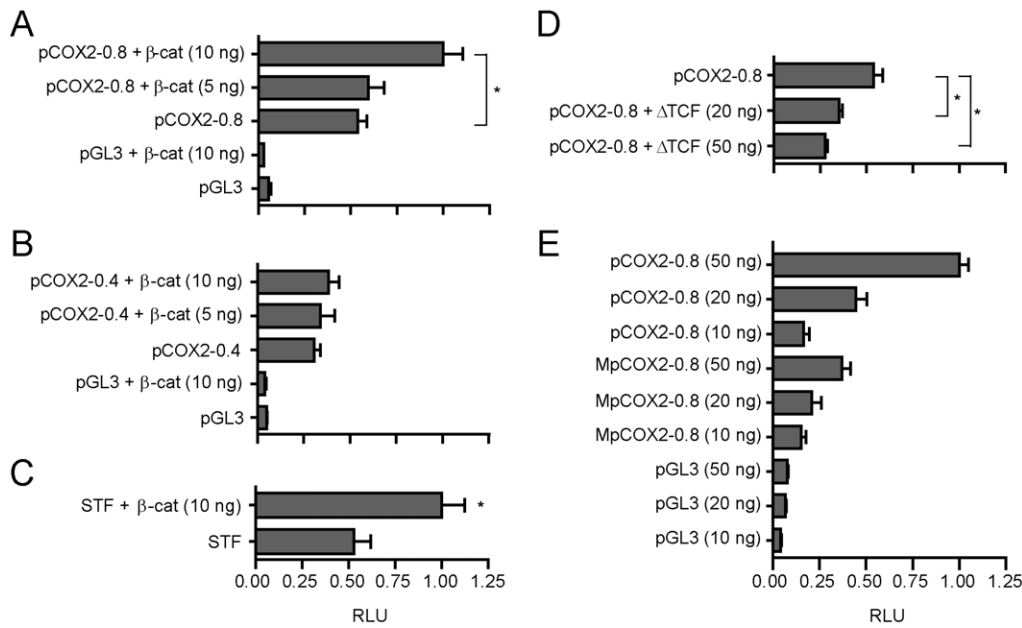 A
pCOX2-0.8 + β-cat (10 ng)
pCOX2-0.8 + β-cat (5 ng)
pCOX2-0.8
pGL3 + β-cat (10 ng)
pGL3
*
B
pCOX2-0.4 + β-cat (10 ng)
pCOX2-0.4 + β-cat (5 ng)
pCOX2-0.4
pGL3 + β-cat (10 ng)
pGL3
C
STF + β-cat (10 ng)
*
STF
0.00 0.25 0.50 0.75 1.00 1.25
RLU
D
pCOX2-0.8
pCOX2-0.8 + ΔTCF (20 ng)
pCOX2-0.8 + ΔTCF (50 ng)
* *
E
pCOX2-0.8 (50 ng)
pCOX2-0.8 (20 ng)
pCOX2-0.8 (10 ng)
MpCOX2-0.8 (50 ng)
MpCOX2-0.8 (20 ng)
MpCOX2-0.8 (10 ng)
pGL3 (50 ng)
pGL3 (20 ng)
pGL3 (10 ng)
0.00 0.25 0.50 0.75 1.00 1.25
RLU